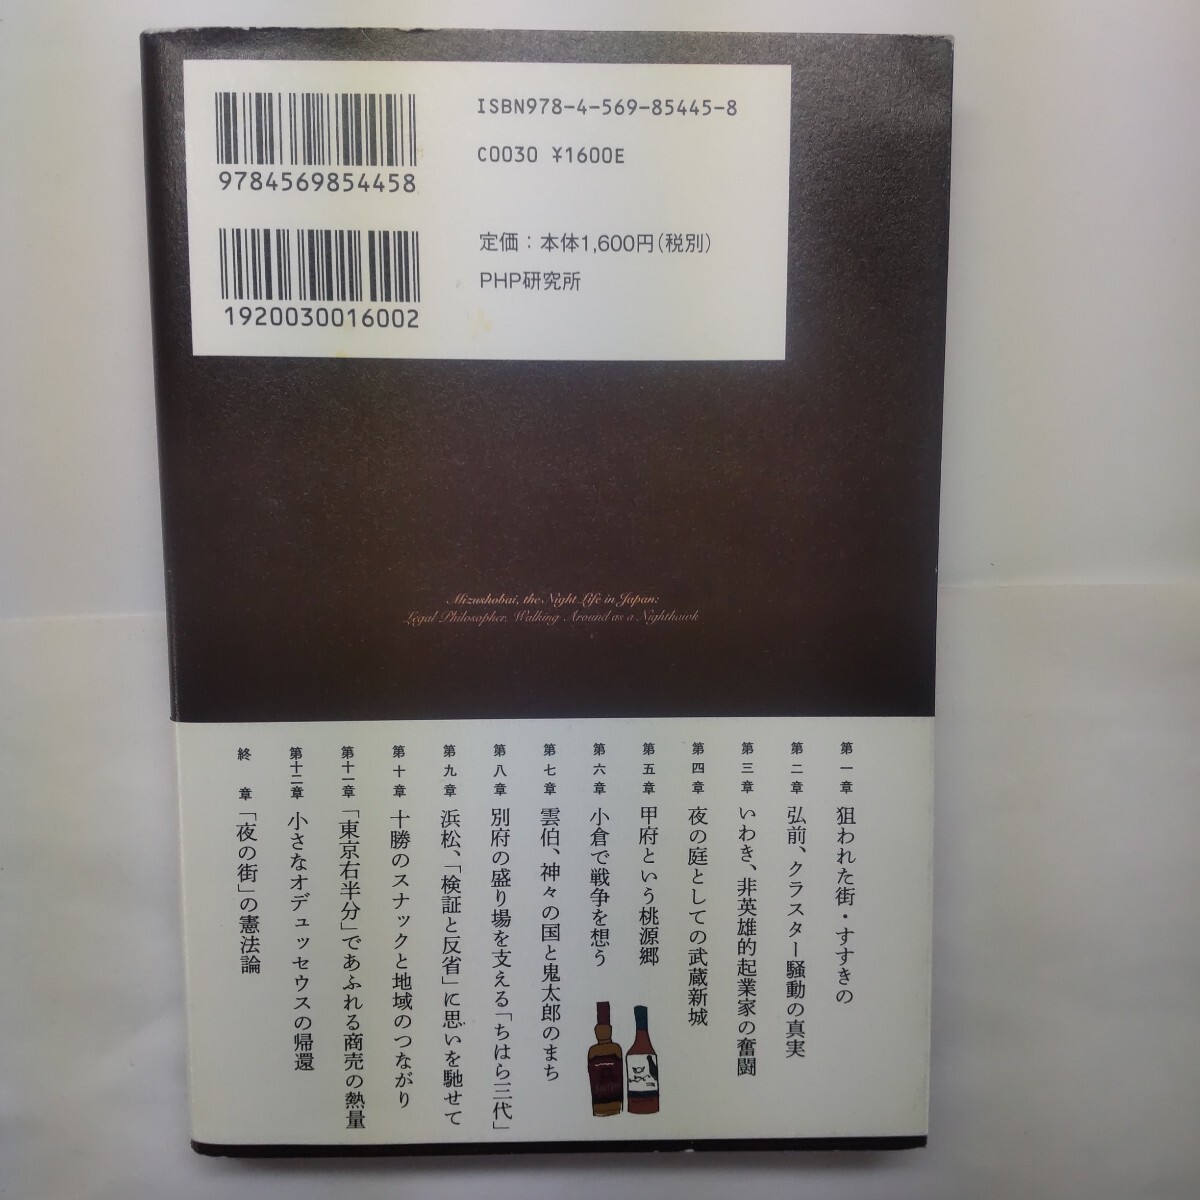 ISBN978-4-569-85445-8
C0030 ¥1600E
9784569854458
定価：本体1,600円（税別）
PHP研究所
1920030016002
Mizushobai, the Night Life in Japan:
Legal Philosopher, Walking Around as a Nighthawk
第一章 狙われた街・すすきの
第二章 弘前、クラスター騒動の真実
第三章 いわき、非英雄的起業家の奮闘
第四章 夜の庭としての武蔵新城
第五章 甲府という桃源郷
第六章 小倉で戦争を想う
第七章 雲伯、神々の国と鬼太郎のまち
第八章 別府の盛り場を支える「ちはら三代」
第九章 浜松、「検証と反省」に思いを馳せて
第十章 十勝のスナックと地域のつながり
第十一章 「東京右半分」であふれる商売の熱量
第十二章 小さなオデュッセウスの帰還
終章 「夜の街」の憲法論